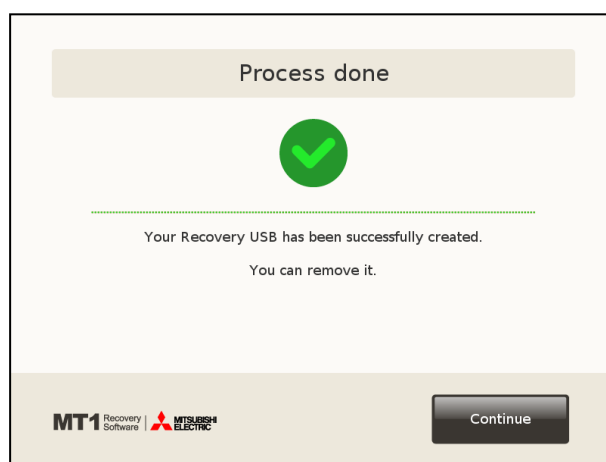 Process done
Your Recovery USB has been successfully created.
You can remove it.
MT1 Recovery Software | MITSUBISHI ELECTRIC
Continue